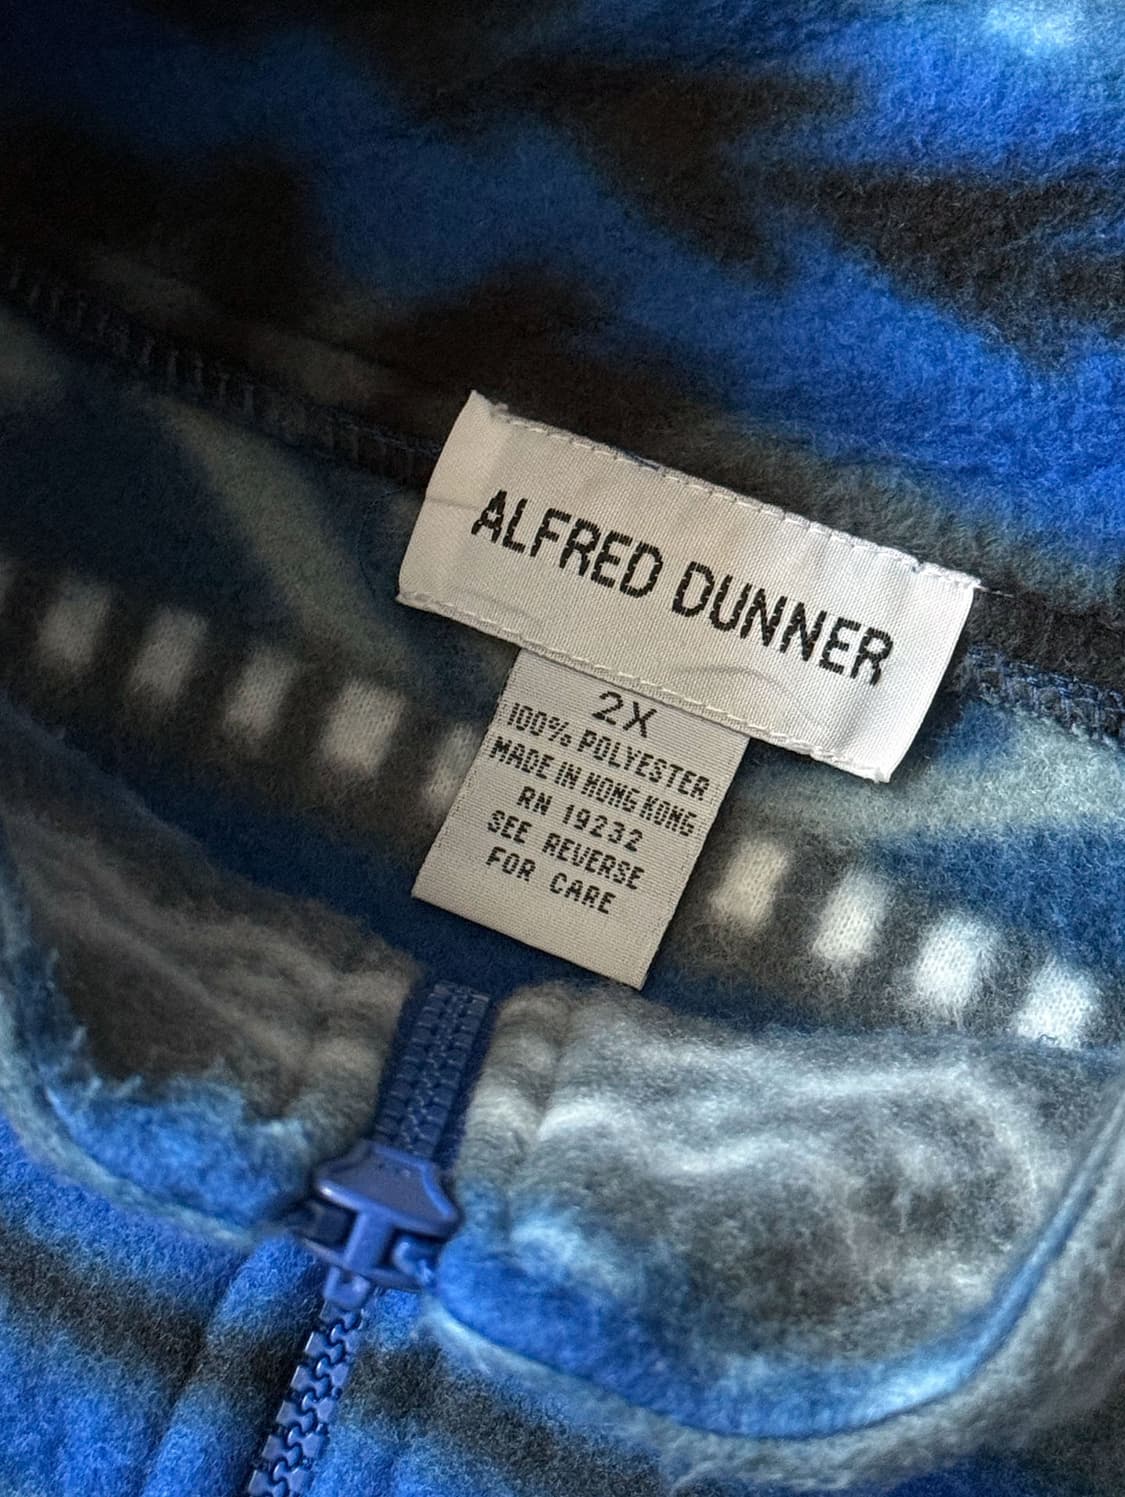 ALFRED DUNNER
2X
100% POLYESTER
MADE IN HONG KONG
RN 19232
SEE REVERSE
FOR CARE